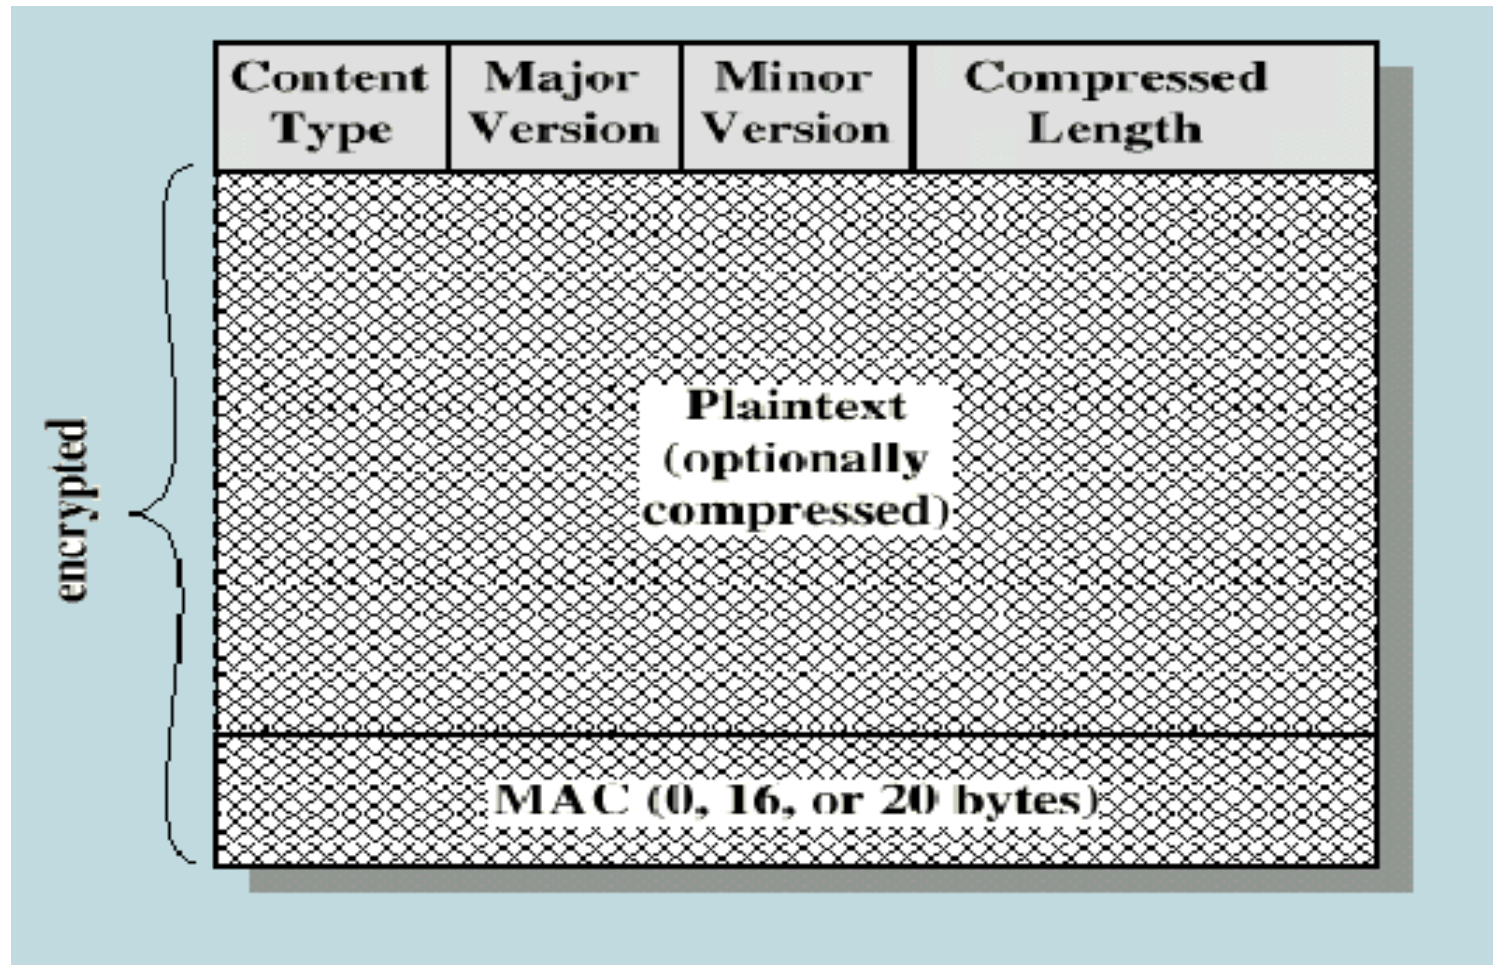 Content Type
Major Version
Minor Version
Compressed Length
encrypted
Plaintext
(optionally
compressed)
MAC (0, 16, or 20 bytes)